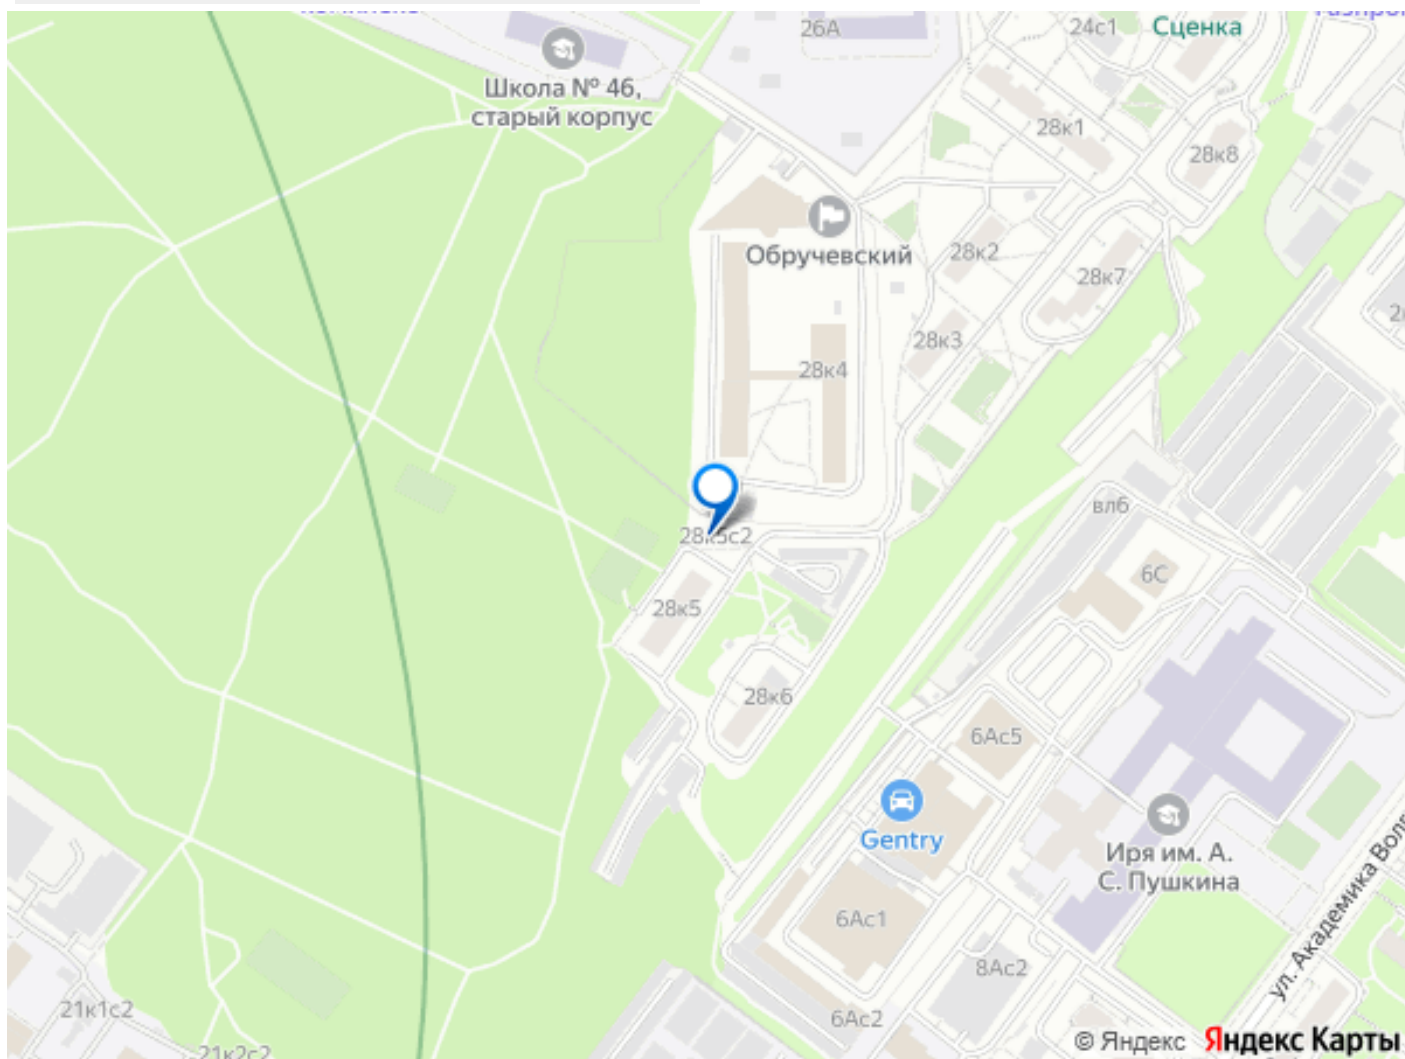 26А
24с1
Сценка
Школа № 46,
старый корпус
28к1
28к8
Обручевский
28к2
28к7
28к3
28к4
вл6
28к5с2
6С
28к5
28к6
6Ас5
Gentry
Иря им. А.
С. Пушкина
6Ас1
8Ас2
ул. Академика Волг
21к1с2
6Ас2
21к2с2
© Яндекс Яндекс Карты